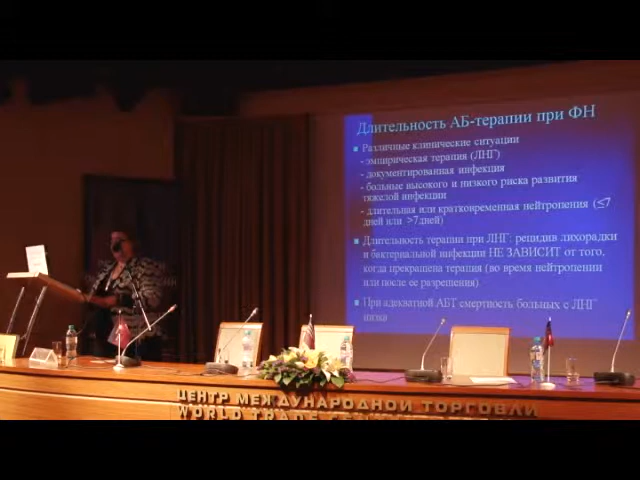 Длительность АБ-терапии при ФН
Различные клинические ситуации
- эмпирическая терапия (ЛНГ)
- документированная инфекция
- больные высокого и низкого риска развития
тяжелой инфекции
- длительная или кратковременная нейтропения (≤7
дней или >7дней)
Длительность терапии при ЛНГ: рецидив лихорадки
и бактериальной инфекции НЕ ЗАВИСИТ от того,
когда прекращена терапия (во время нейтропении
или после ее разрешения)
При адекватной АБТ смертность больных с ЛНГ
низка
ЦЕНТР МЕЖДУНАРОДНОЙ ТОРГОВЛИ
WORLD TRADE